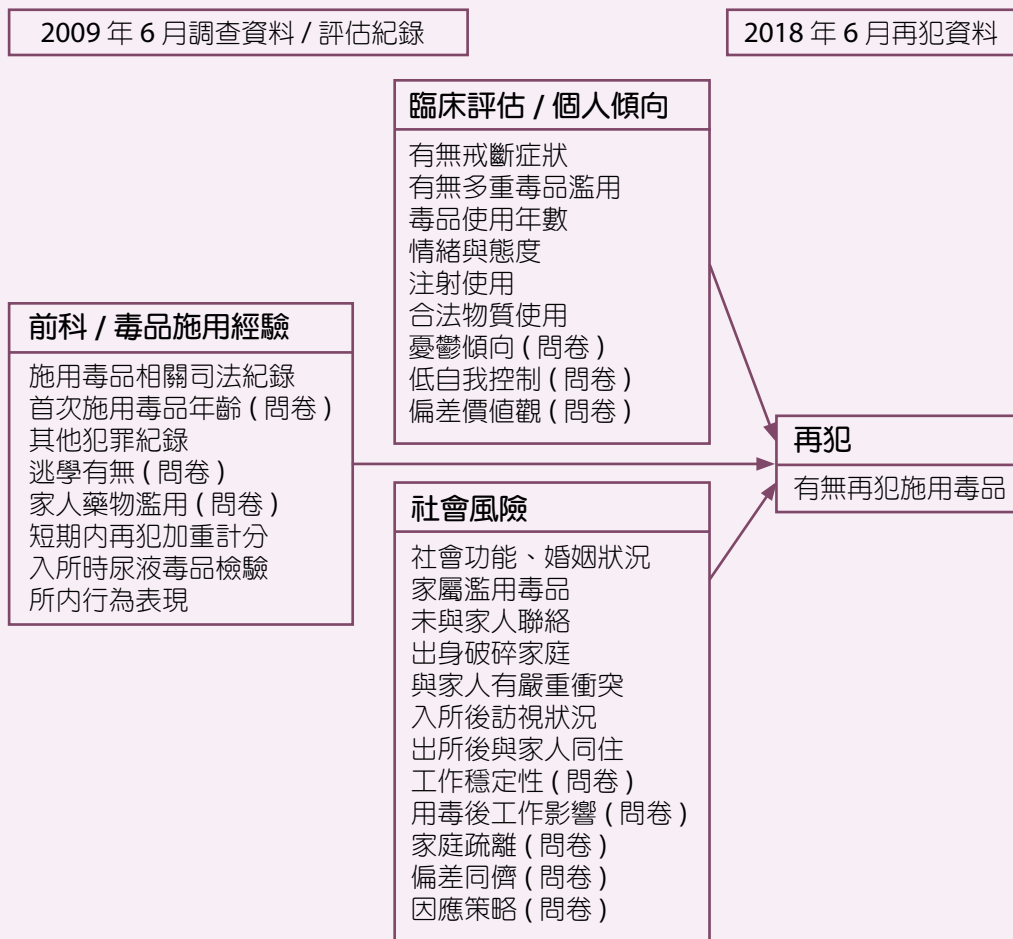 2009 年 6 月調查資料 / 評估紀錄
2018 年 6 月再犯資料
前科 / 毒品施用經驗
施用毒品相關司法紀錄
首次施用毒品年齡 ( 問卷 )
其他犯罪紀錄
逃學有無 ( 問卷 )
家人藥物濫用 ( 問卷 )
短期內再犯加重計分
入所時尿液毒品檢驗
所內行為表現
臨床評估 / 個人傾向
有無戒斷症狀
有無多重毒品濫用
毒品使用年數
情緒與態度
注射使用
合法物質使用
憂鬱傾向 ( 問卷 )
低自我控制 ( 問卷 )
偏差價值觀 ( 問卷 )
社會風險
社會功能、婚姻狀況
家屬濫用毒品
未與家人聯絡
出身破碎家庭
與家人有嚴重衝突
入所後訪視狀況
出所後與家人同住
工作穩定性 ( 問卷 )
用毒後工作影響 ( 問卷 )
家庭疏離 ( 問卷 )
偏差同儕 ( 問卷 )
因應策略 ( 問卷 )
再犯
有無再犯施用毒品